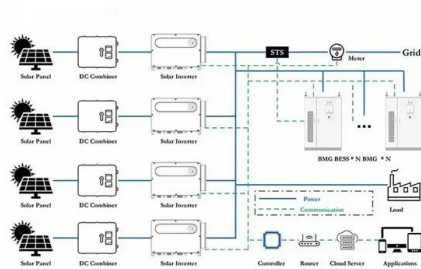 STS
Grid
Meter
Solar Panel
DC Combiner
Solar Inverter
Solar Panel
DC Combiner
Solar Inverter
BMG BESS * N BMG * N
Solar Panel
DC Combiner
Solar Inverter
Power
Communication
Load
Solar Panel
DC Combiner
Solar Inverter
Controller
Router
Cloud Server
Applications